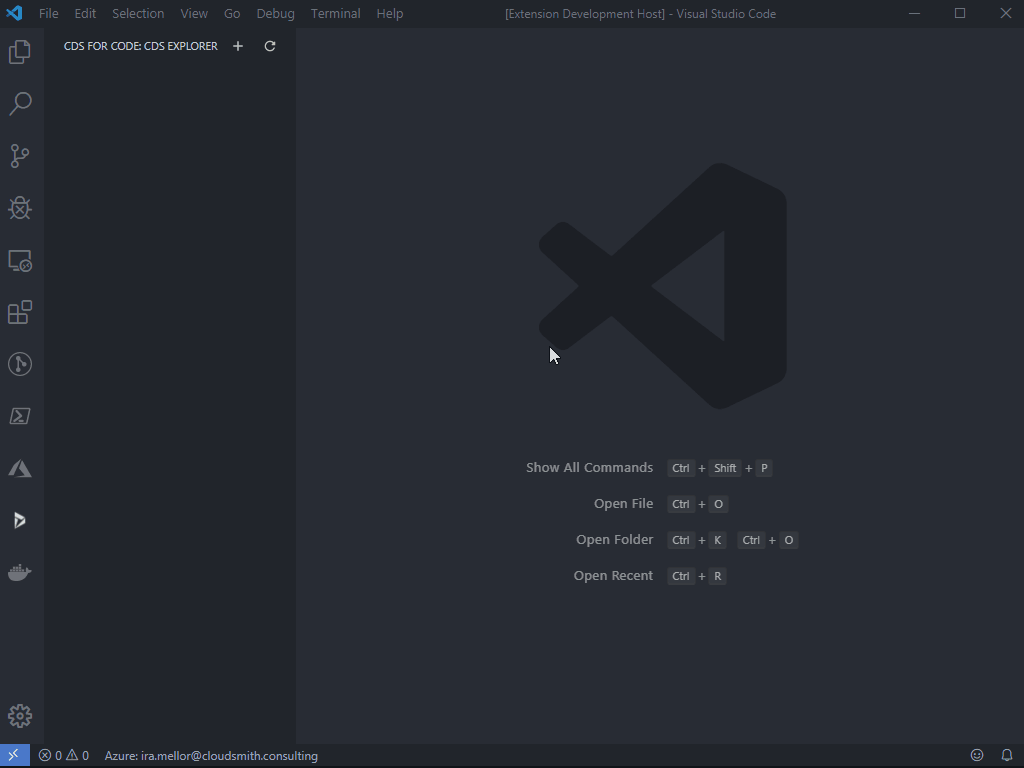 File Edit Selection View Go Debug Terminal Help [Extension Development Host] - Visual Studio Code
CDS FOR CODE: CDS EXPLORER
Show All Commands Ctrl + Shift + P
Open File Ctrl + O
Open Folder Ctrl + K Ctrl + O
Open Recent Ctrl + R
0 0 Azure: ira.mellor@cloudsmith.consulting